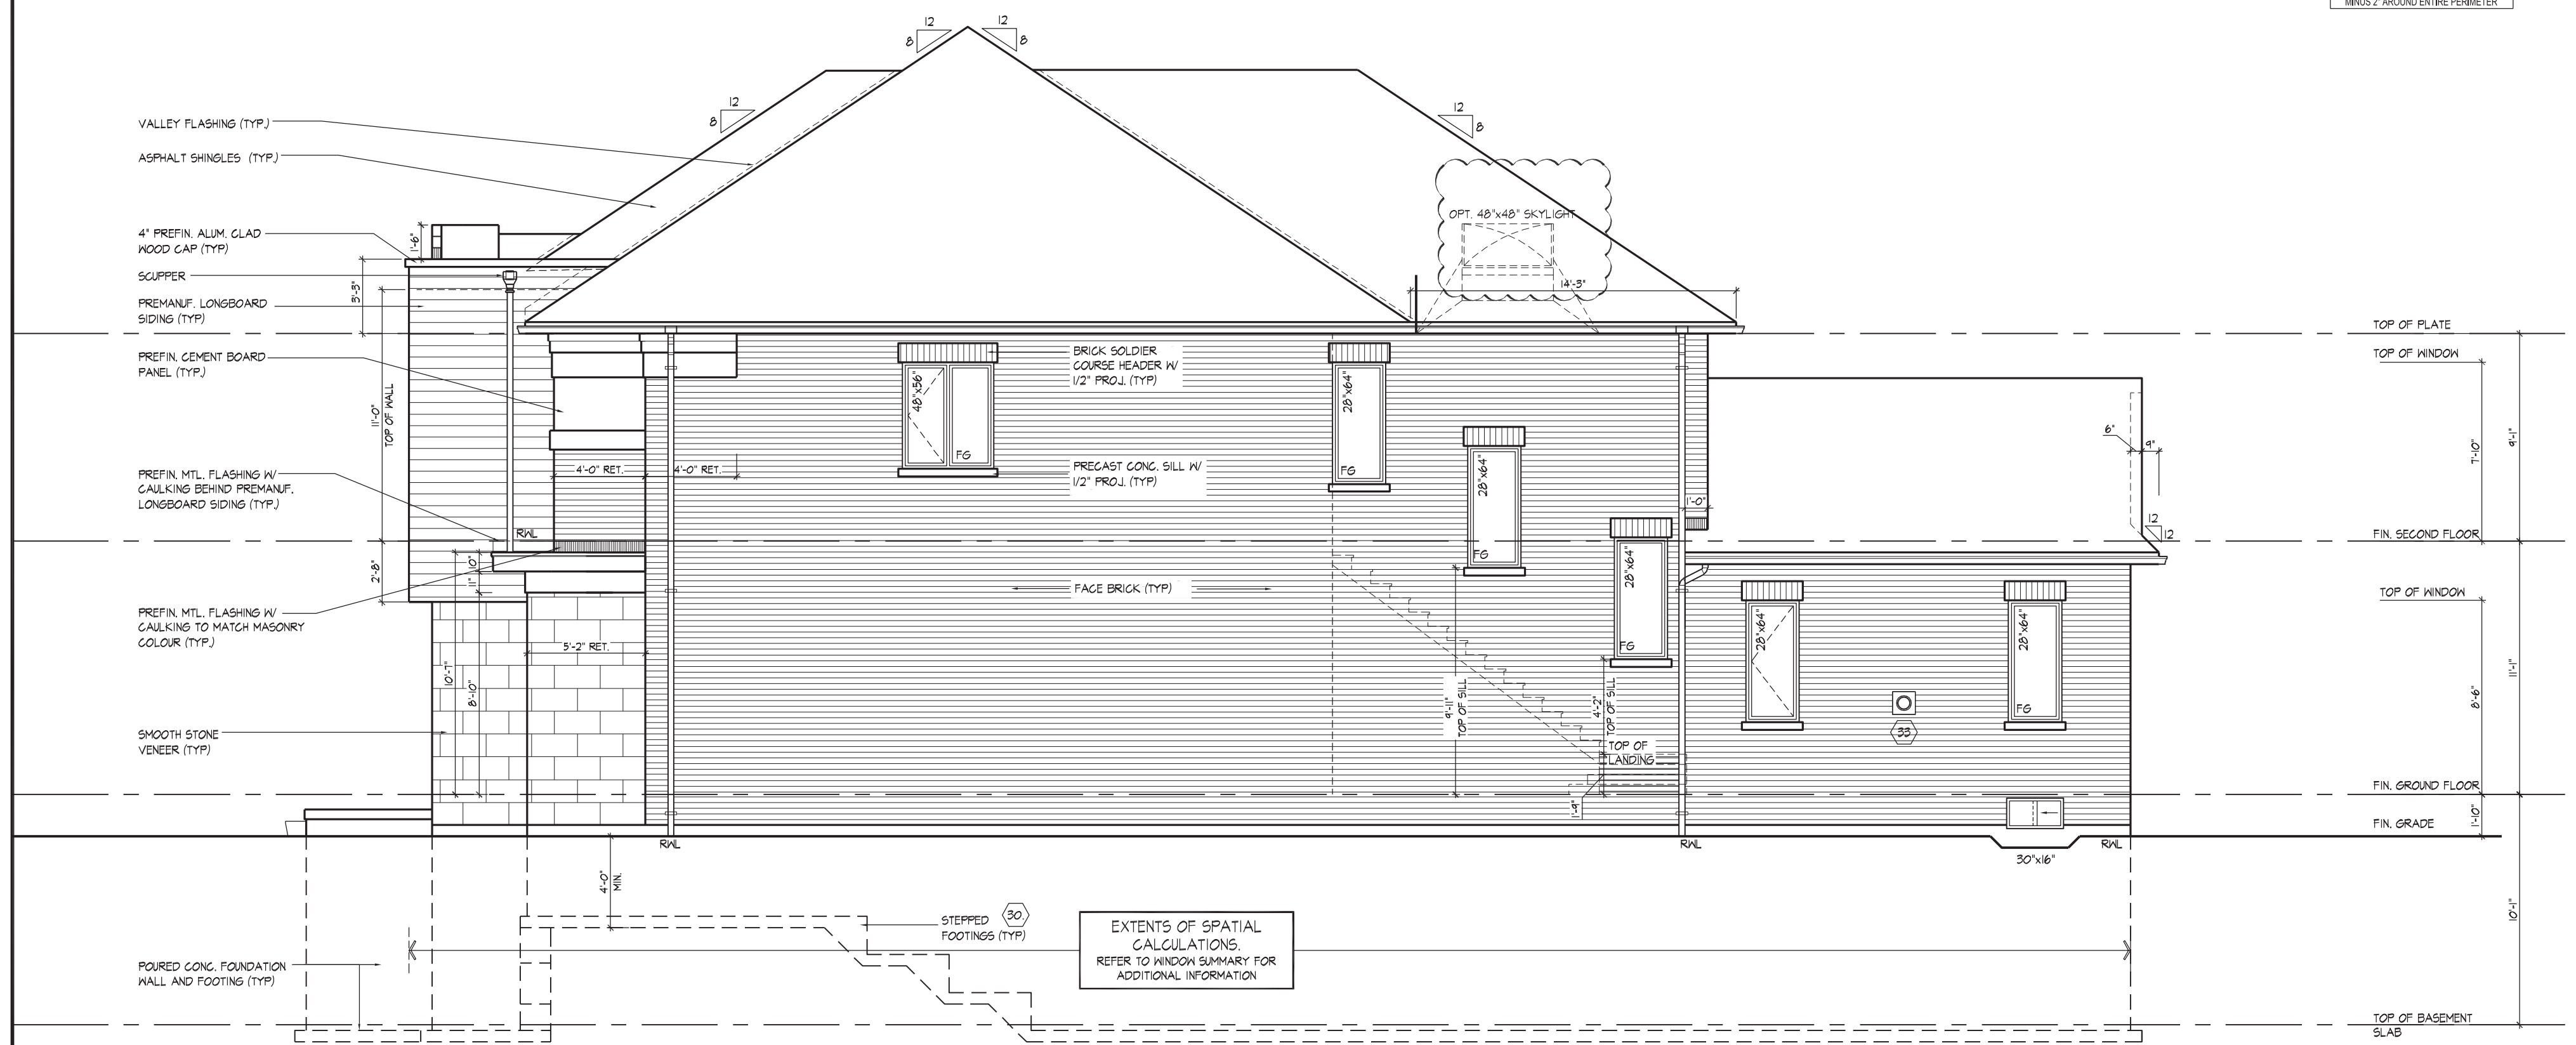 MINUS 2" AROUND ENTIRE PERIMETER
12
8
12
8
12
8
12
8
VALLEY FLASHING (TYP.)
ASPHALT SHINGLES (TYP.)
4" PREFIN. ALUM. CLAD
WOOD CAP (TYP)
SCUPPER
PREMANUF. LONGBOARD
SIDING (TYP)
PREFIN. CEMENT BOARD
PANEL (TYP.)
PREFIN. MTL. FLASHING W/
CAULKING BEHIND PREMANUF.
LONGBOARD SIDING (TYP.)
PREFIN. MTL. FLASHING W/
CAULKING TO MATCH MASONRY
COLOUR (TYP.)
SMOOTH STONE
VENEER (TYP)
POURED CONC. FOUNDATION
WALL AND FOOTING (TYP)
1'-6"
3'-3"
11'-0"
TOP OF WALL
2'-8"
RWL
10"
11"
10'-7"
8'-10"
4'-0" RET.
4'-0" RET.
5'-2" RET.
OPT. 48"x48" SKYLIGHT
14'-3"
48"x56"
FG
BRICK SOLDIER
COURSE HEADER W/
1/2" PROJ. (TYP)
PRECAST CONC. SILL W/
1/2" PROJ. (TYP)
FACE BRICK (TYP)
28"x64"
FG
28"x64"
FG
28"x64"
FG
1'-0"
9'-11"
TOP OF SILL
4'-2"
TOP OF SILL
TOP OF
LANDING
1'-9"
28"x64"
33
28"x64"
FG
6"
9"
12
12
TOP OF PLATE
TOP OF WINDOW
7'-10"
9'-1"
FIN. SECOND FLOOR
TOP OF WINDOW
8'-6"
11'-1"
FIN. GROUND FLOOR
1'-10"
FIN. GRADE
RWL
RWL
RWL
30"x16"
4'-0"
MIN.
STEPPED
FOOTINGS (TYP)
30.
EXTENTS OF SPATIAL
CALCULATIONS.
REFER TO WINDOW SUMMARY FOR
ADDITIONAL INFORMATION
10'-1"
TOP OF BASEMENT
SLAB